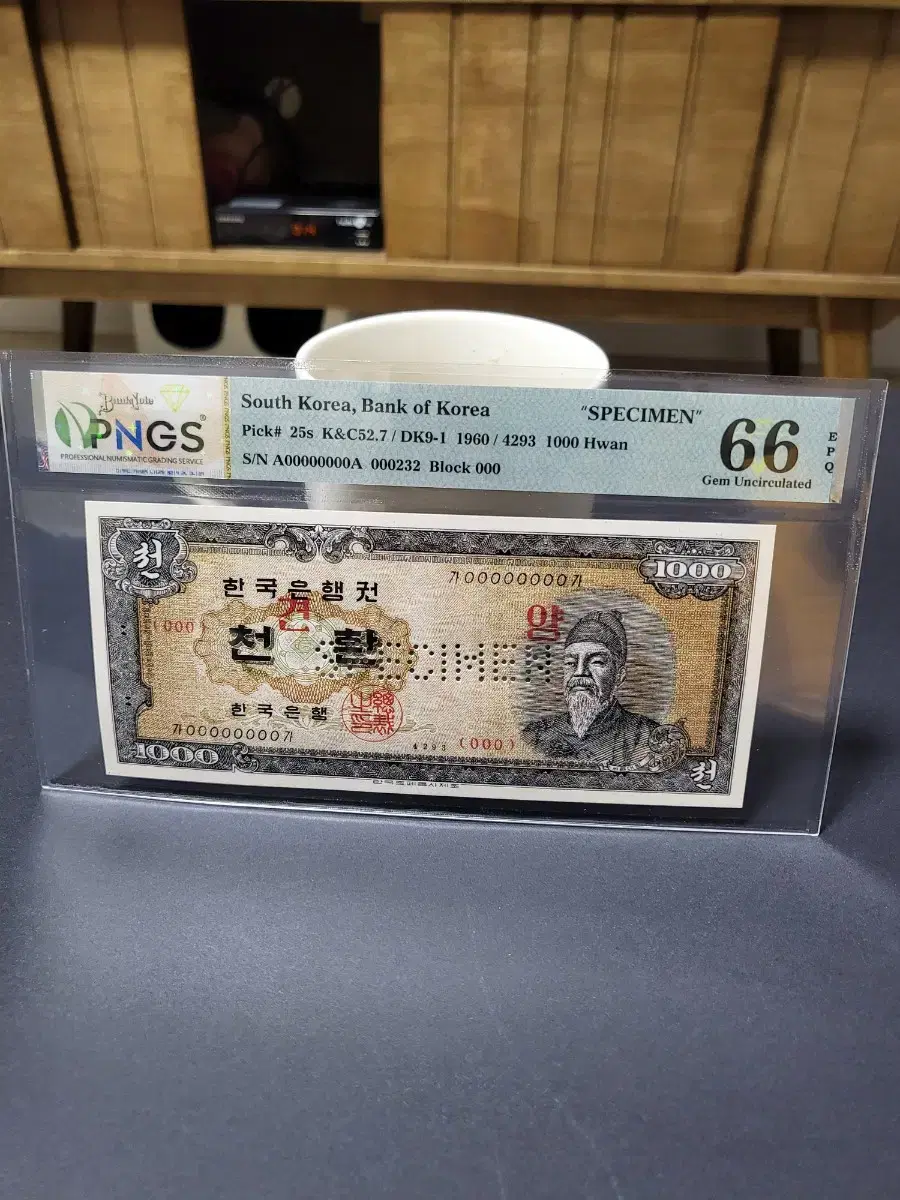 BankNote
PNGS®
PROFESSIONAL NUMISMATIC GRADING SERVICE
South Korea, Bank of Korea "SPECIMEN"
Pick# 25s K&C52.7 / DK9-1 1960 / 4293 1000 Hwan
S/N A00000000A 000232 Block 000
66
EPQ
Gem Uncirculated
천
1000
한국은행권
가00000000가
견
양
(000)
천환
SPECIMEN
한국은행
가00000000가
4293
(000)
1000
천